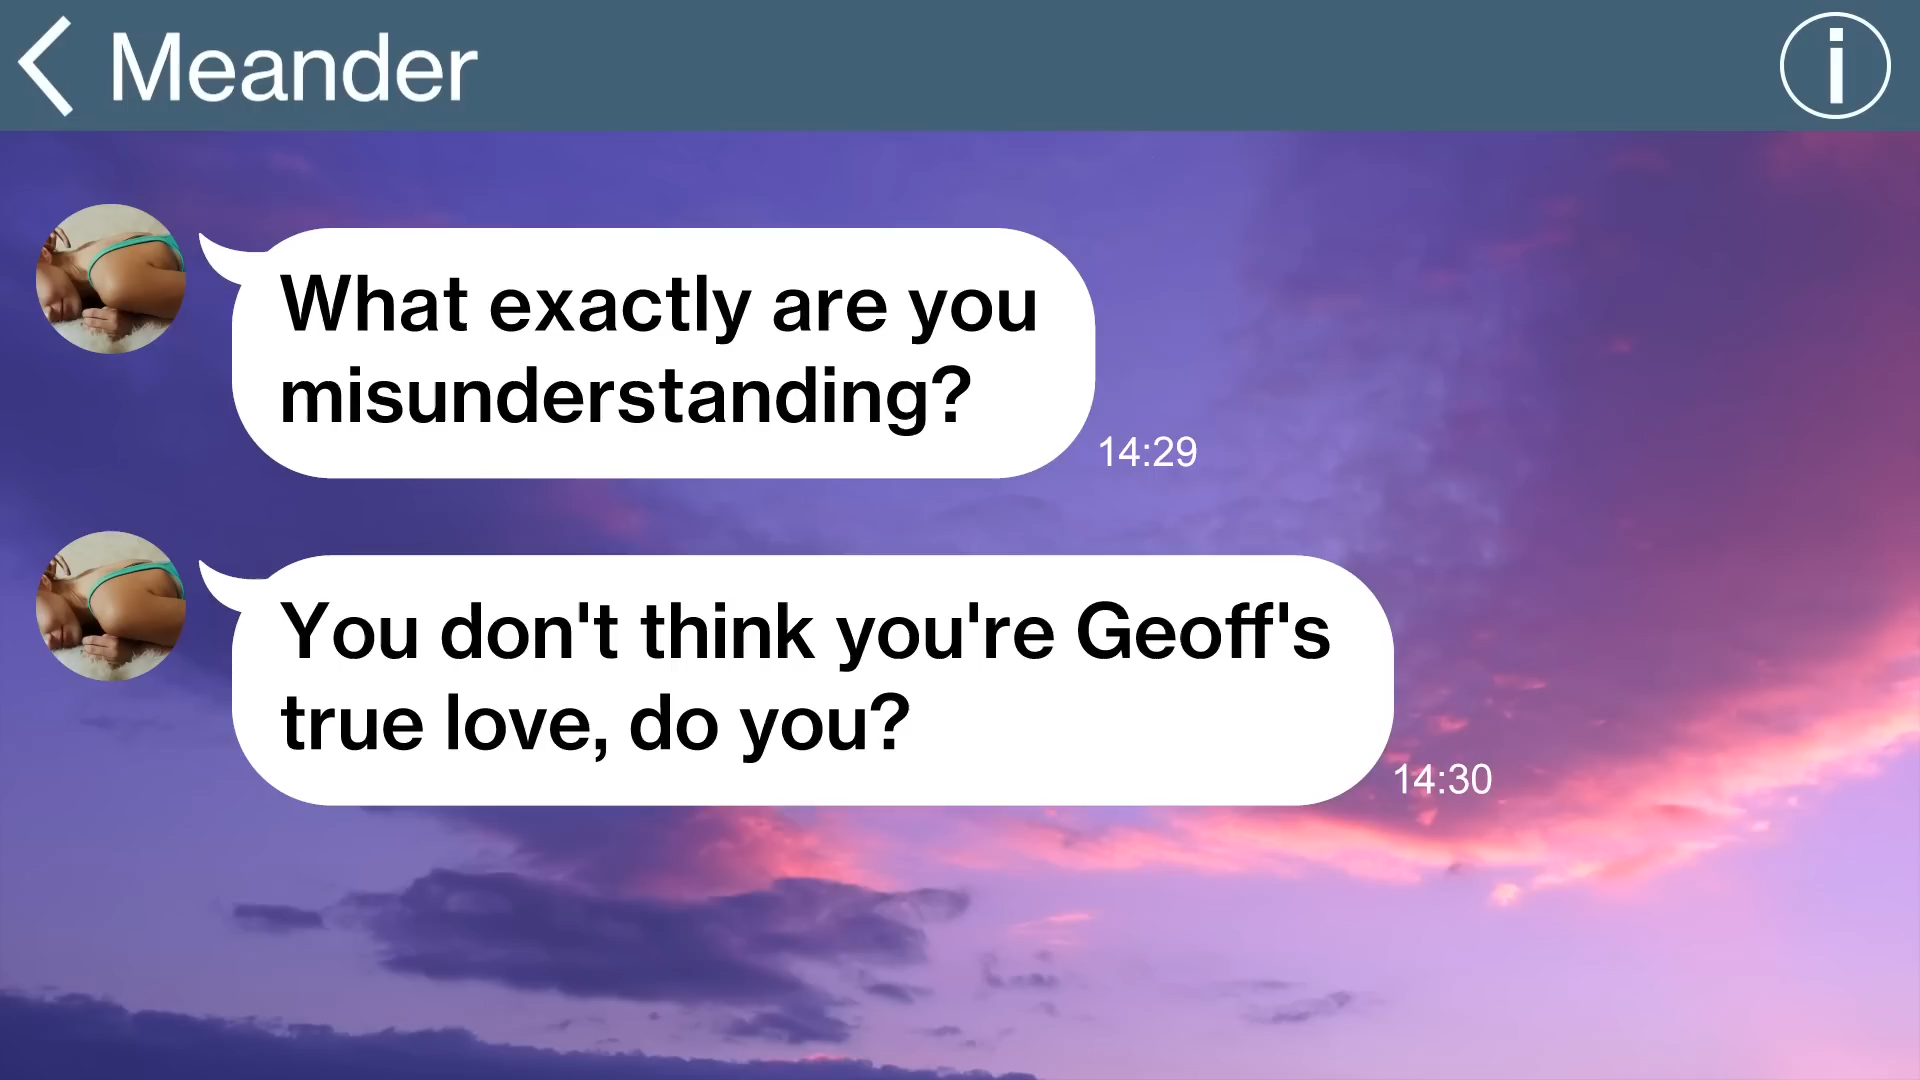 Meander
What exactly are you
misunderstanding?
14:29
You don't think you're Geoff's
true love, do you?
14:30